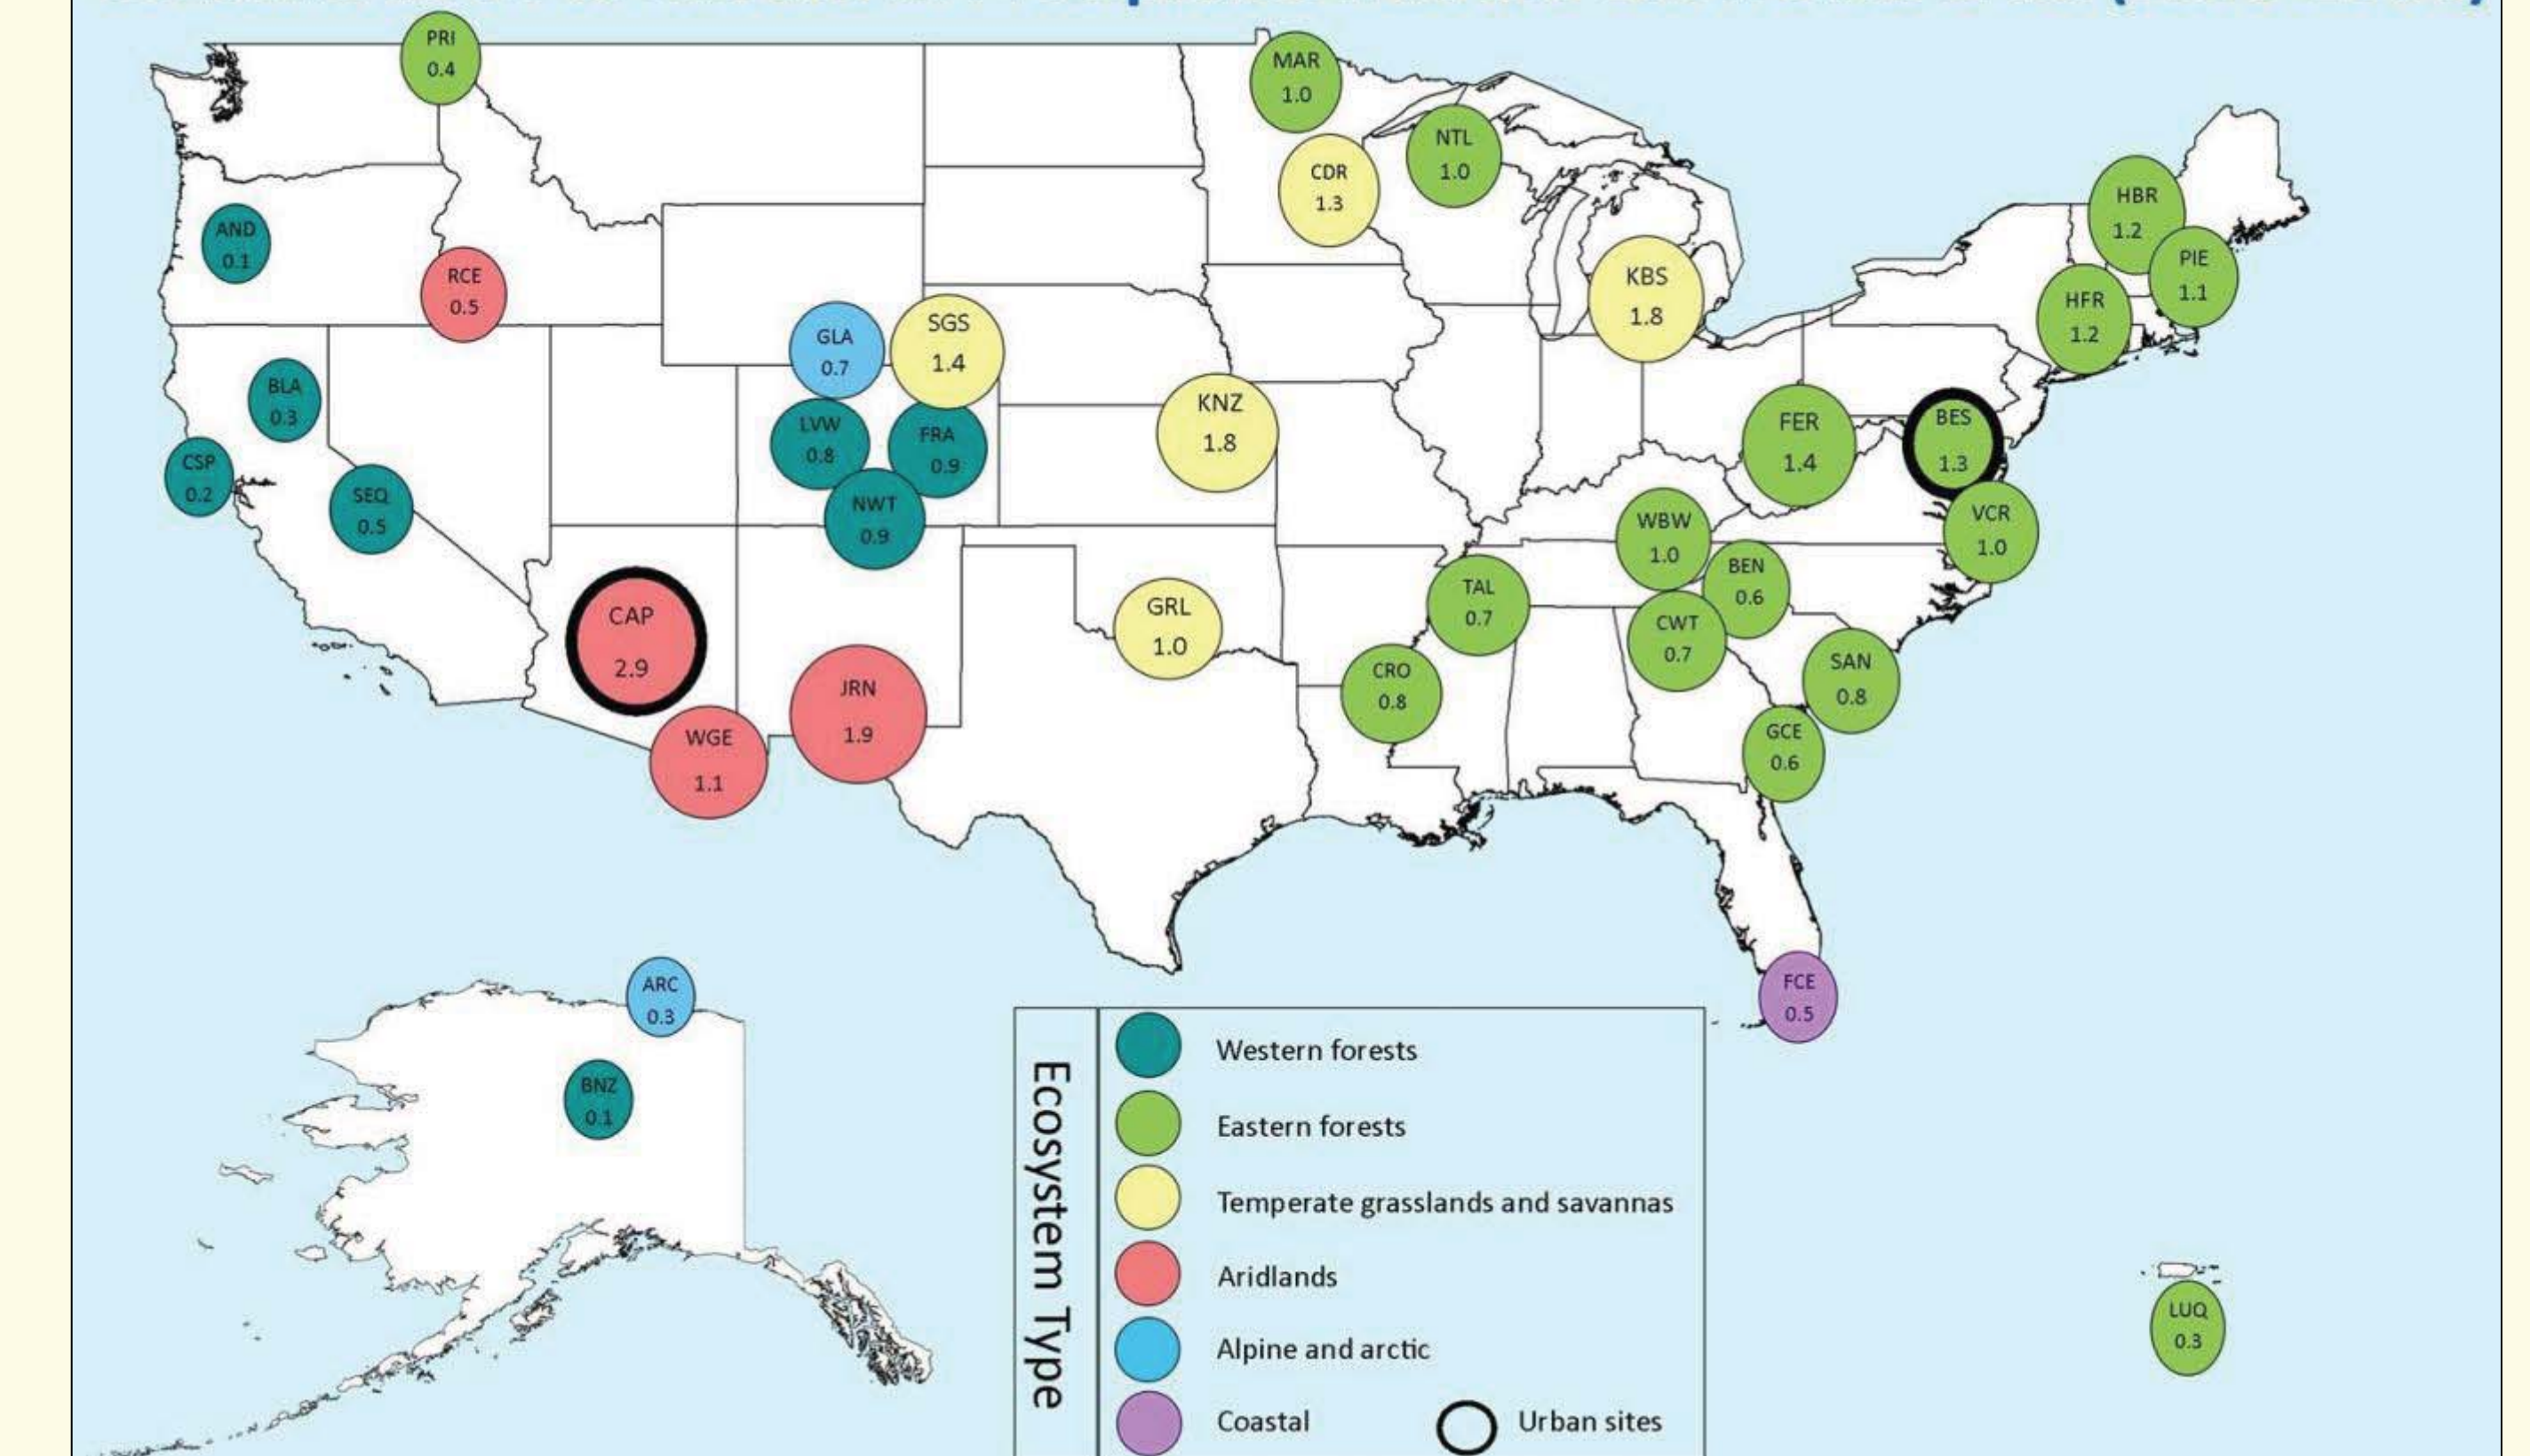 PRI
0.4
MAR
1.0
NTL
1.0
CDR
1.3
HBR
1.2
AND
0.1
RCE
0.5
KBS
1.8
PIE
1.1
HFR
1.2
GLA
0.7
SGS
1.4
BLA
0.3
LVW
0.8
FRA
0.9
KNZ
1.8
FER
1.4
BES
1.3
CSP
0.2
SEQ
0.5
NWT
0.9
WBW
1.0
VCR
1.0
BEN
0.6
TAL
0.7
CAP
2.9
GRL
1.0
CWT
0.7
CRO
0.8
SAN
0.8
JRN
1.9
WGE
1.1
GCE
0.6
FCE
0.5
ARC
0.3
BNZ
0.1
LUQ
0.3
Ecosystem Type
Western forests
Eastern forests
Temperate grasslands and savannas
Aridlands
Alpine and arctic
Coastal
Urban sites